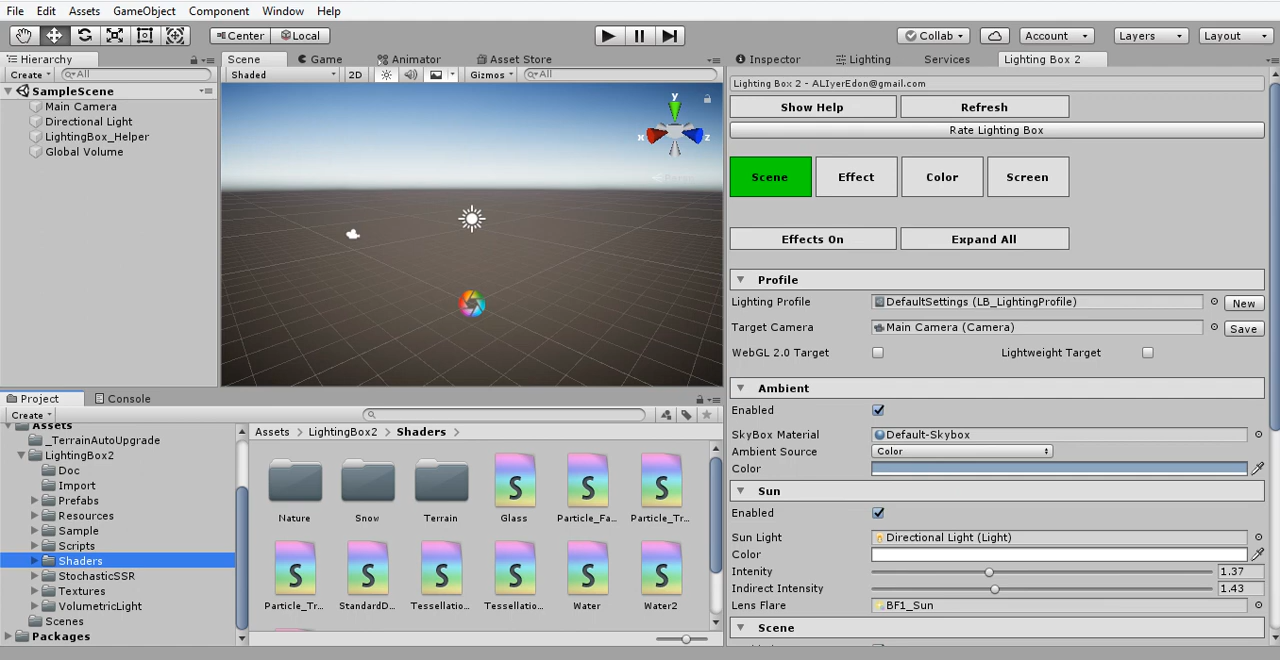 File Edit Assets GameObject Component Window Help
Center Local Collab Account Layers Layout
Hierarchy
Create All
SampleScene
Main Camera
Directional Light
LightingBox_Helper
Global Volume
Scene Game Animator Asset Store
Shaded 2D Gizmos All
y
x
z
Inspector Lighting Services Lighting Box 2
Lighting Box 2 - ALIyerEdon@gmail.com
Show Help Refresh
Rate Lighting Box
Scene Effect Color Screen
Effects On Expand All
Profile
Lighting Profile DefaultSettings (LB_LightingProfile) New
Target Camera Main Camera (Camera) Save
WebGL 2.0 Target Lightweight Target
Ambient
Enabled
SkyBox Material Default-Skybox
Ambient Source Color
Color
Sun
Enabled
Sun Light Directional Light (Light)
Color
Intenity 1.37
Indirect Intensity 1.43
Lens Flare BF1_Sun
Scene
Project Console
Create
Assets
_TerrainAutoUpgrade
LightingBox2
Doc
Import
Prefabs
Resources
Sample
Scripts
Shaders
StochasticSSR
Textures
VolumetricLight
Scenes
Packages
Assets LightingBox2 Shaders
S S S
Nature Snow Terrain Glass Particle_Fa... Particle_Tr...
S S S S S S
Particle_Tr... StandardD... Tessellatio... Tessellatio... Water Water2